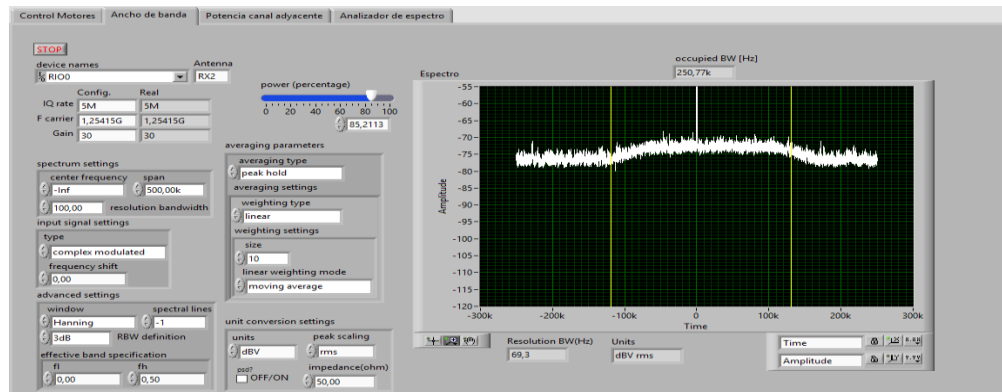 Control Motores Ancho de banda Potencia canal adyacente Analizador de espectro
STOP
device names Antenna
RIO0 RX2
Config. Real
IQ rate 5M 5M
F carrier 1,25415G 1,25415G
Gain 30 30
power (percentage)
0 20 40 60 80 100
85,2113
spectrum settings
center frequency span
-Inf 500,00k
100,00 resolution bandwidth
input signal settings
type
complex modulated
frequency shift
0,00
advanced settings
window spectral lines
Hanning -1
3dB RBW definition
effective band specification
fl fh
0,00 0,50
averaging parameters
averaging type
peak hold
averaging settings
weighting type
linear
weighting settings
size
10
linear weighting mode
moving average
unit conversion settings
units peak scaling
dBV rms
psd? impedance(ohm)
OFF/ON 50,00
occupied BW [Hz]
250,77k
Espectro
Amplitude
-55
-60
-65
-70
-75
-80
-85
-90
-95
-100
-105
-110
-115
-120
-300k -200k -100k 0 100k 200k 300k
Time
Resolution BW(Hz) Units
69,3 dBV rms
Time
Amplitude